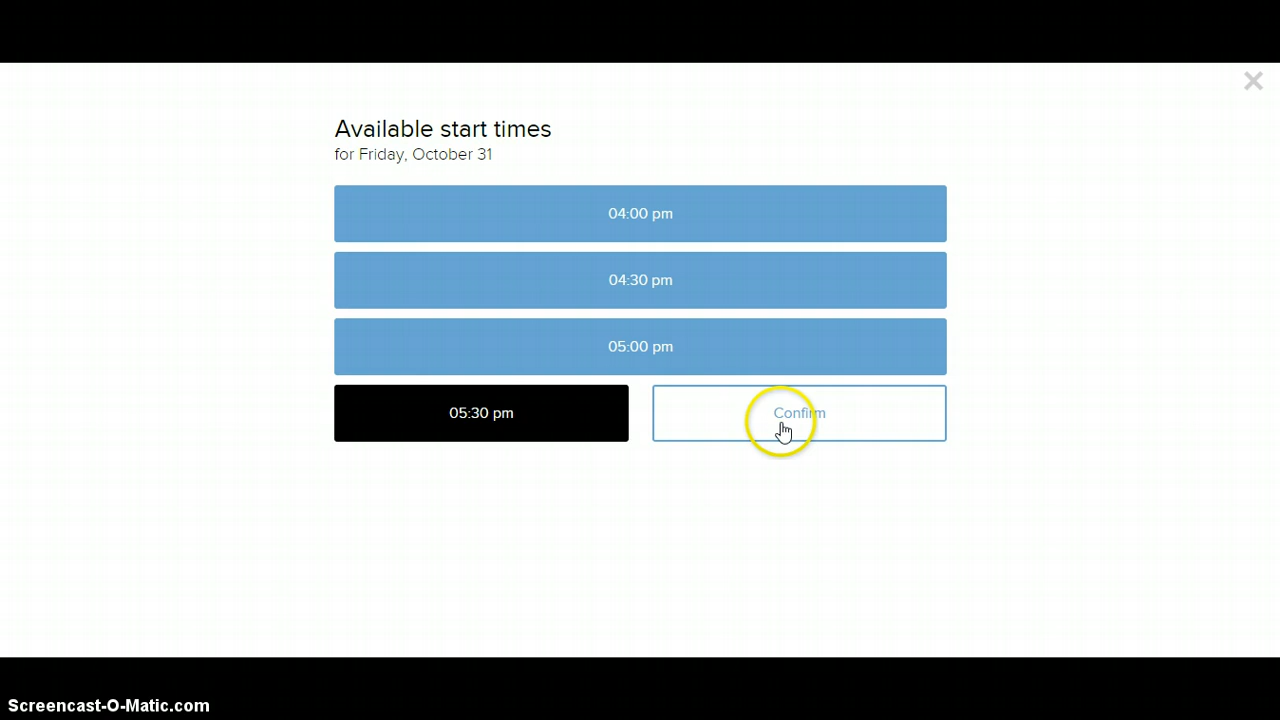 Available start times
for Friday, October 31
04:00 pm
04:30 pm
05:00 pm
05:30 pm
Confirm
Screencast-O-Matic.com